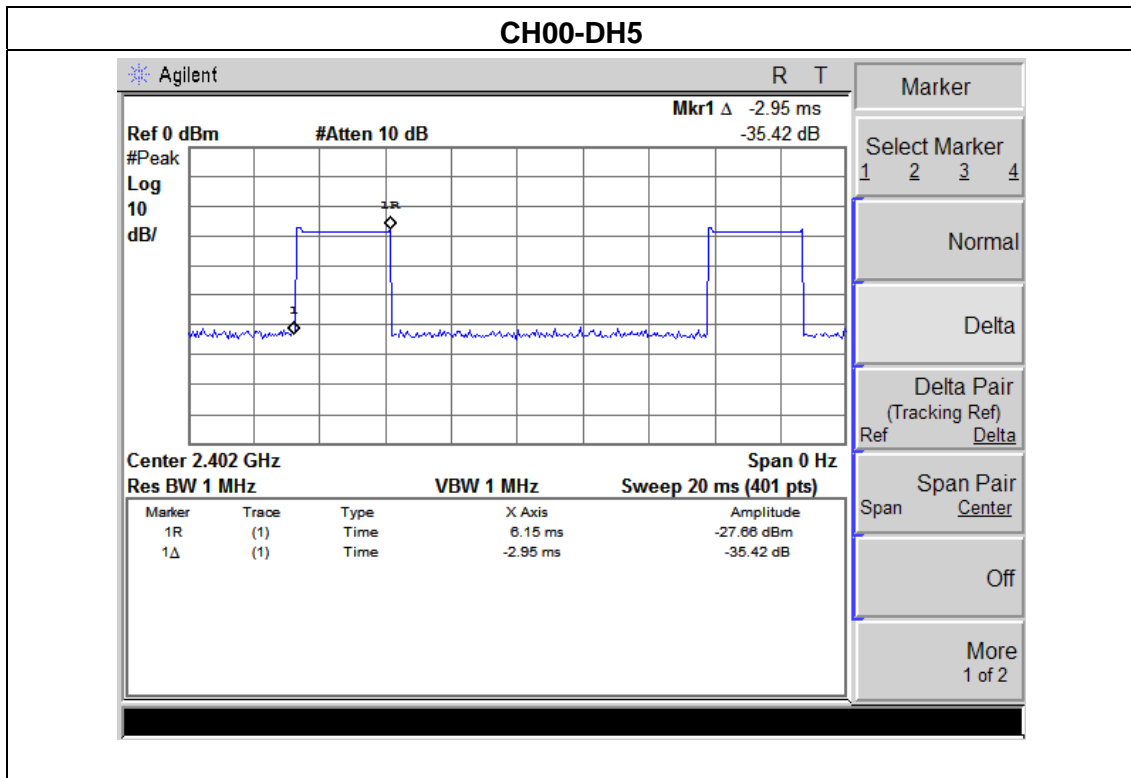 CH00-DH5
Agilent R T
Mkr1 Δ -2.95 ms
Ref 0 dBm #Atten 10 dB -35.42 dB
#Peak
Log
10
dB/
1R
1
Center 2.402 GHz Span 0 Hz
Res BW 1 MHz VBW 1 MHz Sweep 20 ms (401 pts)
Marker Trace Type X Axis Amplitude
1R (1) Time 6.15 ms -27.66 dBm
1Δ (1) Time -2.95 ms -35.42 dB
Marker
Select Marker
1 2 3 4
Normal
Delta
Delta Pair
(Tracking Ref)
Ref Delta
Span Pair
Span Center
Off
More
1 of 2